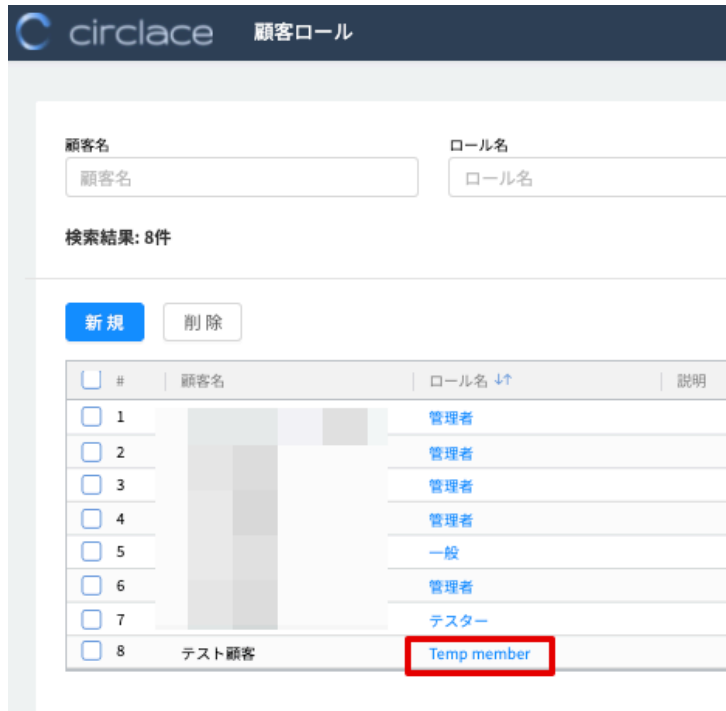 circlace 顧客ロール
顧客名 ロール名
顧客名 ロール名
検索結果: 8件
新規 削除
# 顧客名 ロール名 説明
1 管理者
2 管理者
3 管理者
4 管理者
5 一般
6 管理者
7 テスター
8 テスト顧客 Temp member